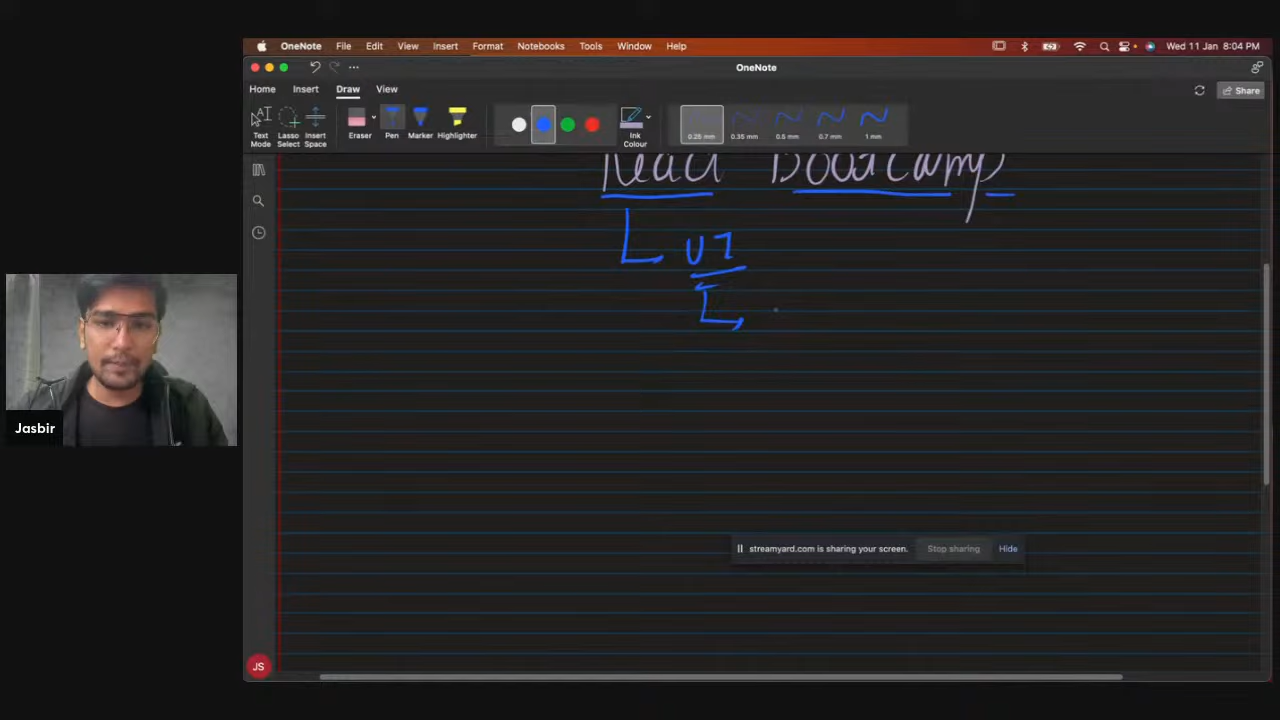 OneNote File Edit View Insert Format Notebooks Tools Window Help Wed 11 Jan 8:04 PM
OneNote
Home Insert Draw View Share
Text Mode
Lasso Select
Insert Space
Eraser
Pen
Marker
Highlighter
Ink Colour
0.25 mm 0.35 mm 0.5 mm 0.7 mm 1 mm
React Bootcamp
UI
Jasbir
streamyard.com is sharing your screen. Stop sharing Hide
JS